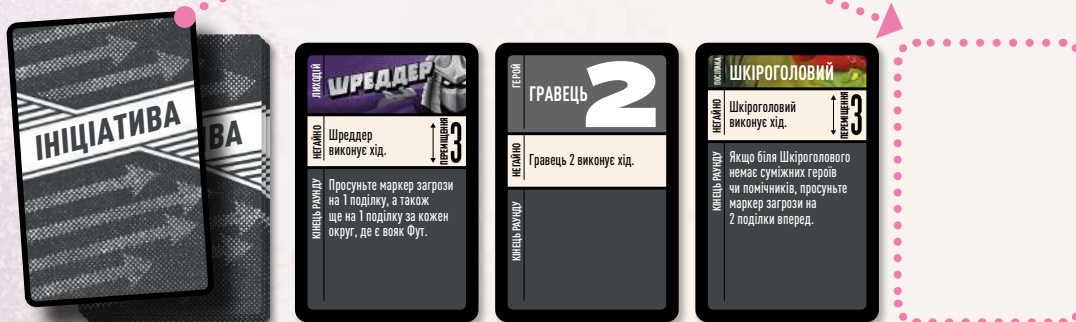 ІНІЦІАТИВА
ВА
ЛИХОДІЙ
ШРЕДДЕР
НЕГАЙНО
Шреддер
виконує хід.
ПЕРЕМІЩЕННЯ
3
КІНЕЦЬ РАУНДУ
Просуньте маркер загрози
на 1 поділку, а також
ще на 1 поділку за кожен
округ, де є вояк Фут.
ГЕРОЙ
ГРАВЕЦЬ
2
НЕГАЙНО
Гравець 2 виконує хід.
КІНЕЦЬ РАУНДУ
ПОСІПАКА
ШКІРОГОЛОВИЙ
НЕГАЙНО
Шкіроголовий
виконує хід.
ПЕРЕМІЩЕННЯ
3
КІНЕЦЬ РАУНДУ
Якщо біля Шкіроголового
немає суміжних героїв
чи помічників, просуньте
маркер загрози на
2 поділки вперед.